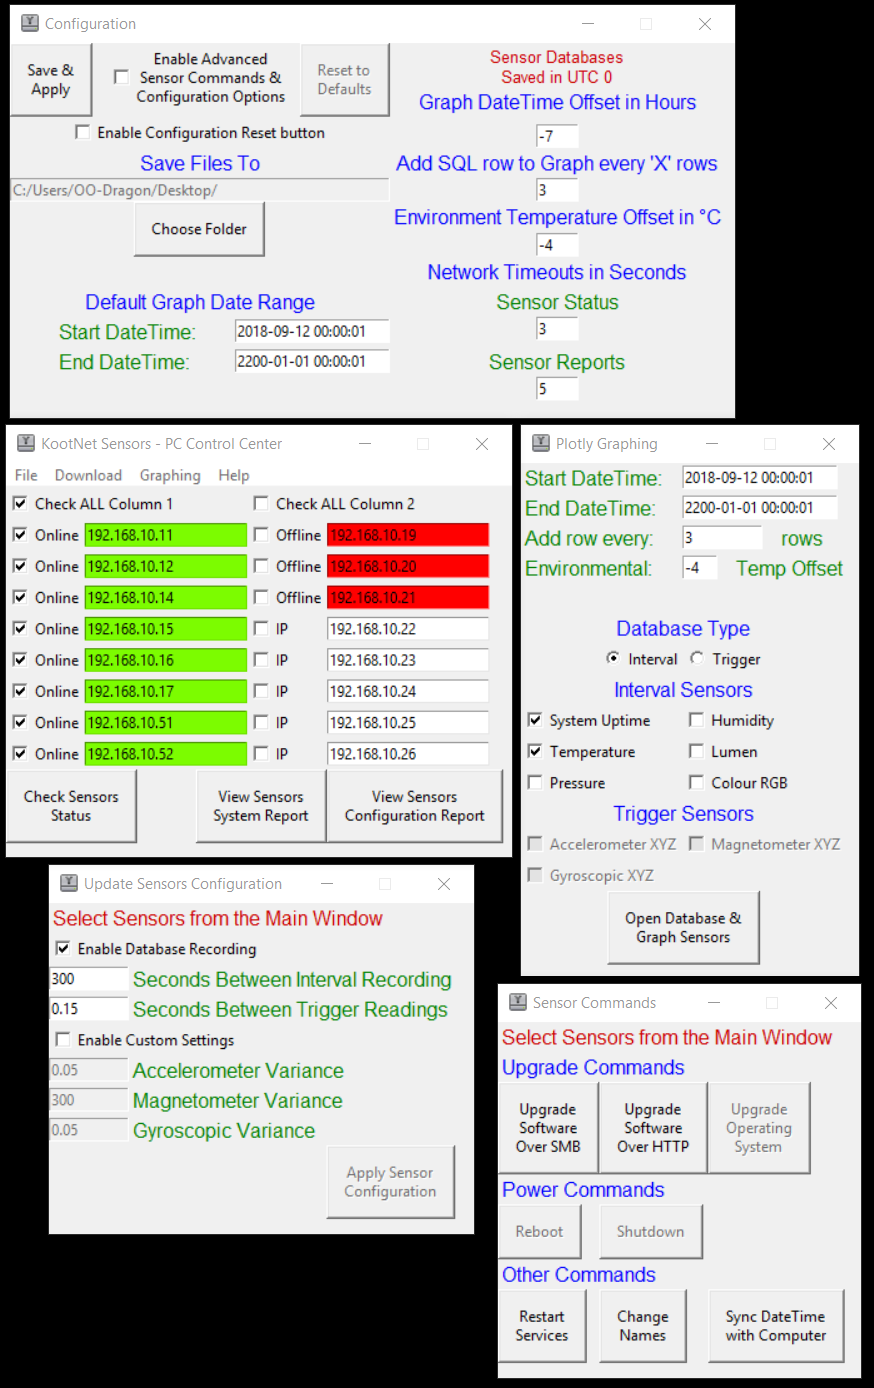 Configuration
Save &
Apply
Enable Advanced
Sensor Commands &
Configuration Options
Reset to
Defaults
Enable Configuration Reset button
Save Files To
C:/Users/OO-Dragon/Desktop/
Choose Folder
Default Graph Date Range
Start DateTime: 2018-09-12 00:00:01
End DateTime: 2200-01-01 00:00:01
Sensor Databases
Saved in UTC 0
Graph DateTime Offset in Hours
-7
Add SQL row to Graph every 'X' rows
3
Environment Temperature Offset in °C
-4
Network Timeouts in Seconds
Sensor Status
3
Sensor Reports
5
KootNet Sensors - PC Control Center
File Download Graphing Help
Check ALL Column 1 Check ALL Column 2
Online 192.168.10.11 Offline 192.168.10.19
Online 192.168.10.12 Offline 192.168.10.20
Online 192.168.10.14 Offline 192.168.10.21
Online 192.168.10.15 IP 192.168.10.22
Online 192.168.10.16 IP 192.168.10.23
Online 192.168.10.17 IP 192.168.10.24
Online 192.168.10.51 IP 192.168.10.25
Online 192.168.10.52 IP 192.168.10.26
Check Sensors
Status
View Sensors
System Report
View Sensors
Configuration Report
Plotly Graphing
Start DateTime: 2018-09-12 00:00:01
End DateTime: 2200-01-01 00:00:01
Add row every: 3 rows
Environmental: -4 Temp Offset
Database Type
Interval Trigger
Interval Sensors
System Uptime Humidity
Temperature Lumen
Pressure Colour RGB
Trigger Sensors
Accelerometer XYZ Magnetometer XYZ
Gyroscopic XYZ
Open Database &
Graph Sensors
Update Sensors Configuration
Select Sensors from the Main Window
Enable Database Recording
300 Seconds Between Interval Recording
0.15 Seconds Between Trigger Readings
Enable Custom Settings
0.05 Accelerometer Variance
300 Magnetometer Variance
0.05 Gyroscopic Variance
Apply Sensor
Configuration
Sensor Commands
Select Sensors from the Main Window
Upgrade Commands
Upgrade
Software
Over SMB
Upgrade
Software
Over HTTP
Upgrade
Operating
System
Power Commands
Reboot Shutdown
Other Commands
Restart
Services
Change
Names
Sync DateTime
with Computer